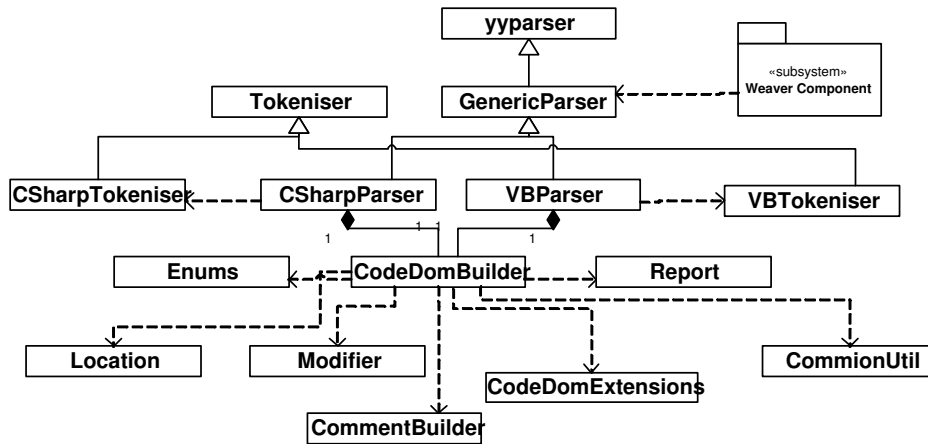 yyparser
«subsystem»
Weaver Component
Tokeniser
GenericParser
CSharpTokeniser
CSharpParser
VBParser
VBTokeniser
1
1
1
1
Enums
CodeDomBuilder
Report
Location
Modifier
CodeDomExtensions
CommionUtil
CommentBuilder